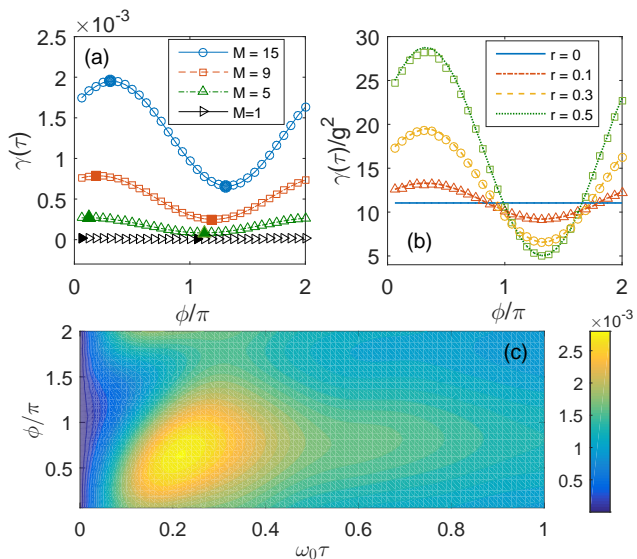 2.5 ×10⁻³
(a)
M = 15
M = 9
M = 5
M=1
2
1.5
1
0.5
0
γ(τ)
0 1 2
ϕ/π
30
25
20
15
10
5
γ(τ)/g²
r = 0
r = 0.1
r = 0.3
r = 0.5
(b)
0 1 2
ϕ/π
2
1.5
1
0.5
ϕ/π
(c)
0 0.2 0.4 0.6 0.8 1
ω₀τ
×10⁻³
2.5
2
1.5
1
0.5